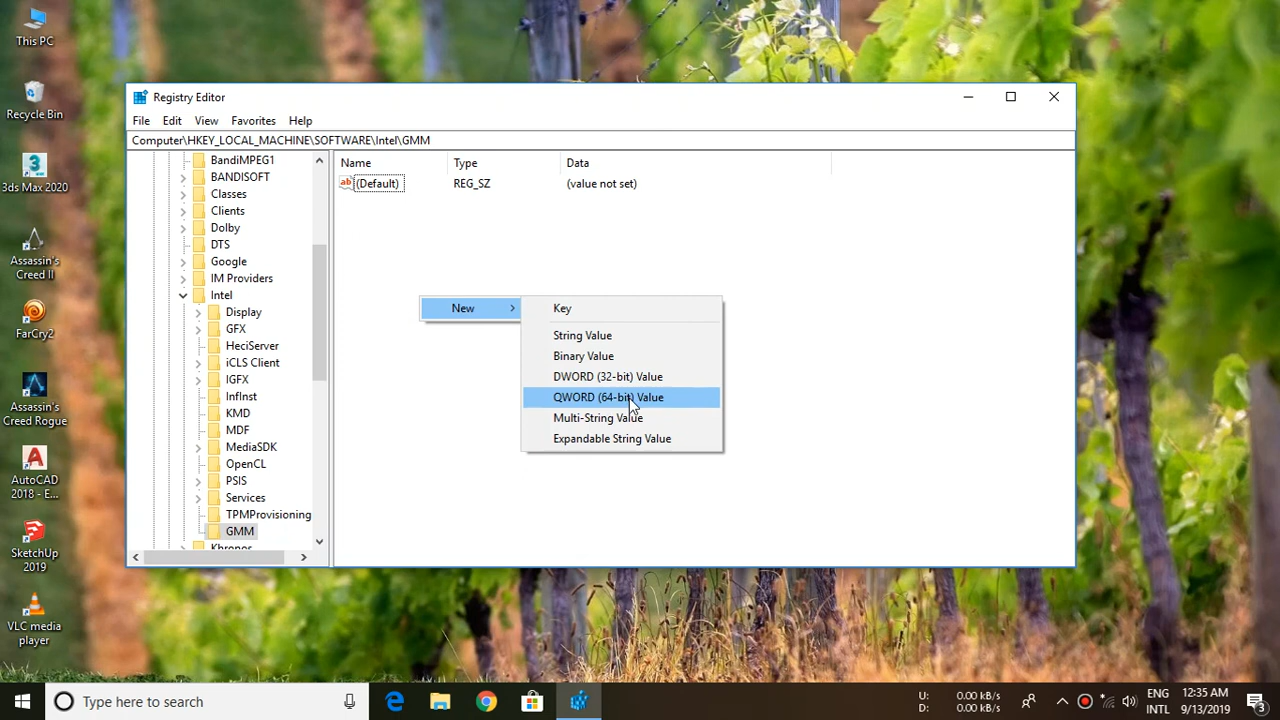 This PC
Recycle Bin
3ds Max 2020
Assassin's
Creed II
FarCry2
Assassin's
Creed Rogue
AutoCAD
2018 - E...
SketchUp
2019
VLC media
player
Registry Editor
File Edit View Favorites Help
Computer\HKEY_LOCAL_MACHINE\SOFTWARE\Intel\GMM
BandiMPEG1
BANDISOFT
Classes
Clients
Dolby
DTS
Google
IM Providers
Intel
Display
GFX
HeciServer
iCLS Client
IGFX
InfInst
KMD
MDF
MediaSDK
OpenCL
PSIS
Services
TPMProvisioning
GMM
Khronos
Name Type Data
ab (Default) REG_SZ (value not set)
New
Key
String Value
Binary Value
DWORD (32-bit) Value
QWORD (64-bit) Value
Multi-String Value
Expandable String Value
Type here to search
U: 0.00 kB/s
D: 0.00 kB/s
ENG
INTL
12:35 AM
9/13/2019
3